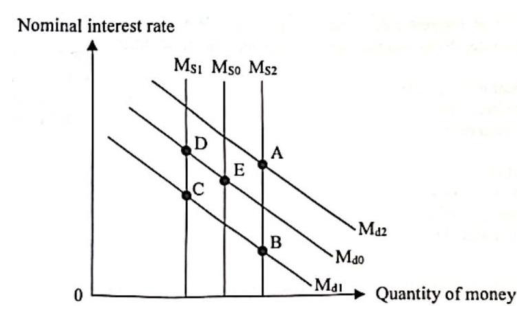 Nominal interest rate
MS1 MS0 MS2
D
A
E
C
B
Md2
Md0
Md1
0
Quantity of money